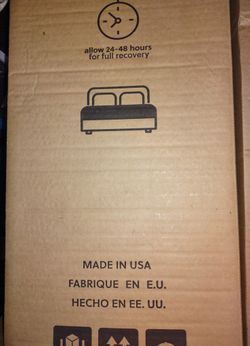 allow 24-48 hours
for full recovery
MADE IN USA
FABRIQUE EN E.U.
HECHO EN EE. UU.